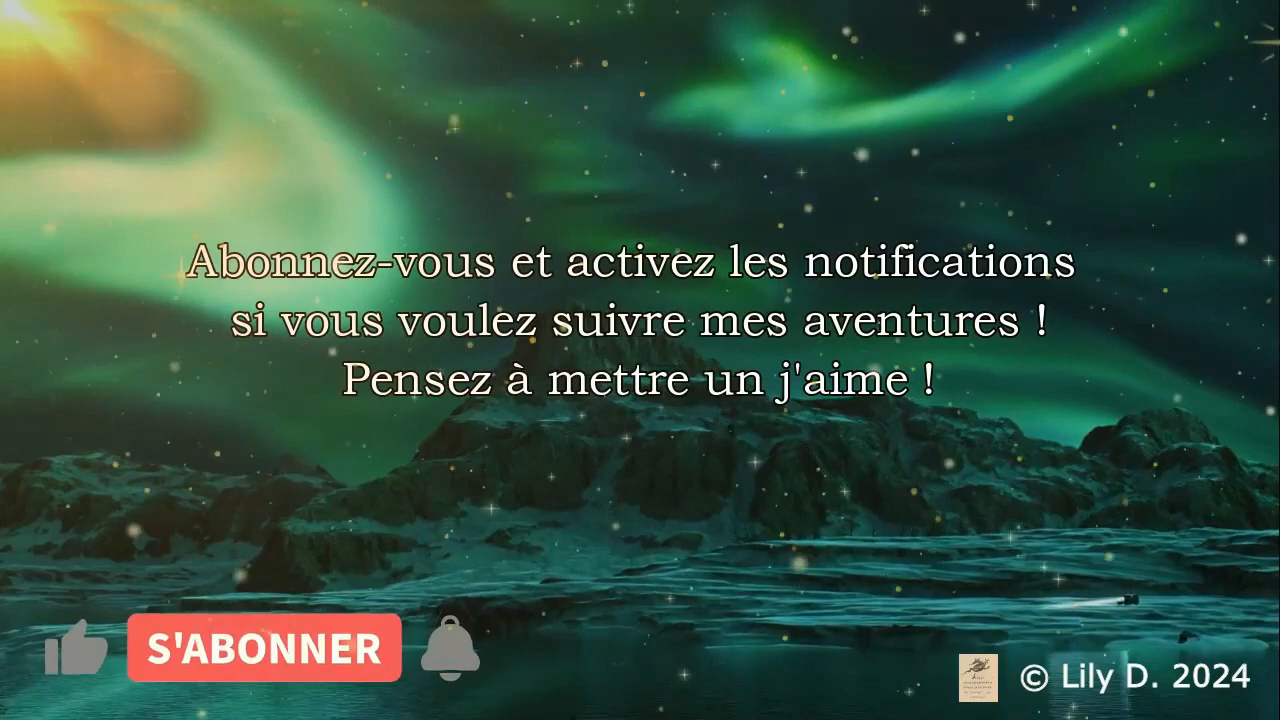 Abonnez-vous et activez les notifications
si vous voulez suivre mes aventures !
Pensez à mettre un j'aime !
S'ABONNER
© Lily D. 2024